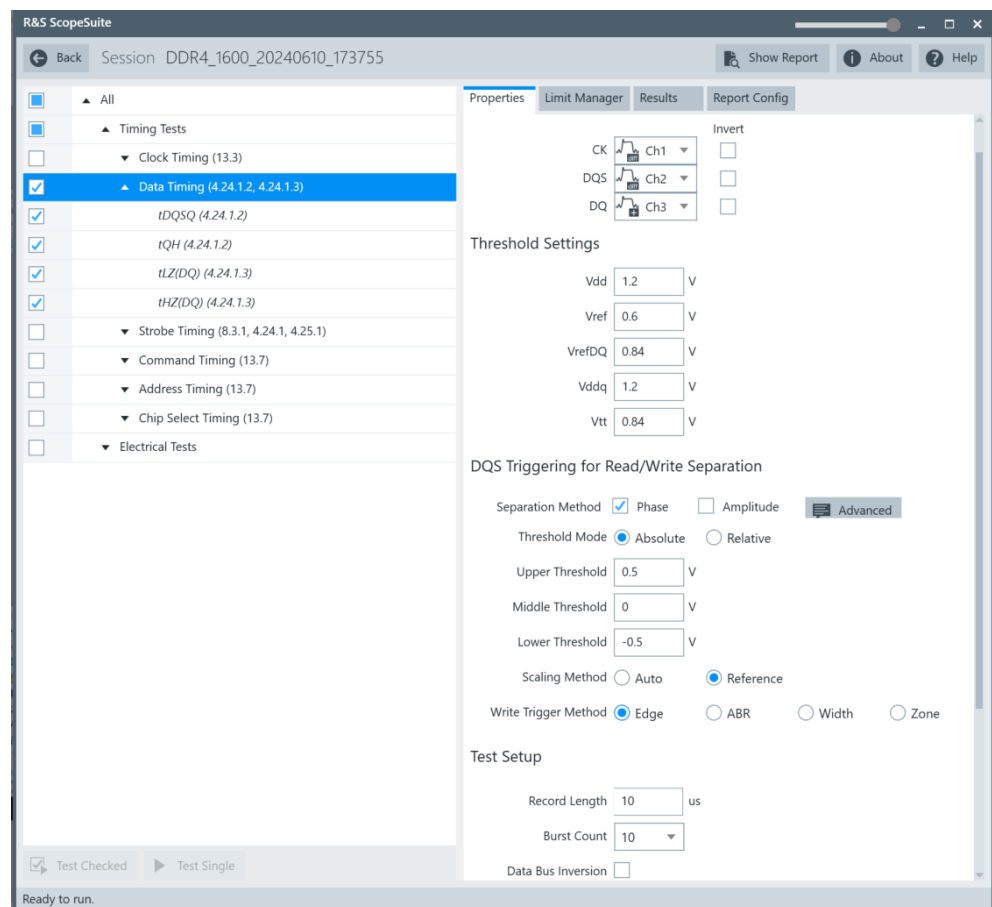 R&S ScopeSuite
Back Session DDR4_1600_20240610_173755 Show Report About Help
All
Timing Tests
Clock Timing (13.3)
Data Timing (4.24.1.2, 4.24.1.3)
tDQSQ (4.24.1.2)
tQH (4.24.1.2)
tLZ(DQ) (4.24.1.3)
tHZ(DQ) (4.24.1.3)
Strobe Timing (8.3.1, 4.24.1, 4.25.1)
Command Timing (13.7)
Address Timing (13.7)
Chip Select Timing (13.7)
Electrical Tests
Test Checked Test Single
Properties Limit Manager Results Report Config
Invert
CK Ch1
DQS Ch2
DQ Ch3
Threshold Settings
Vdd 1.2 V
Vref 0.6 V
VrefDQ 0.84 V
Vddq 1.2 V
Vtt 0.84 V
DQS Triggering for Read/Write Separation
Separation Method Phase Amplitude Advanced
Threshold Mode Absolute Relative
Upper Threshold 0.5 V
Middle Threshold 0 V
Lower Threshold -0.5 V
Scaling Method Auto Reference
Write Trigger Method Edge ABR Width Zone
Test Setup
Record Length 10 us
Burst Count 10
Data Bus Inversion
Ready to run.